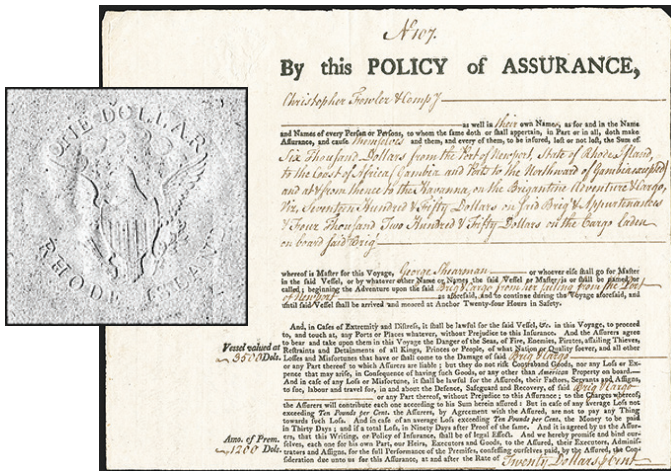 Nº 107.
By this POLICY of ASSURANCE,
Christopher Fowler & Compy
as well in their own Names, as for and in the Name
and Names of every Person or Persons, to whom the same doth or shall appertain, in Part or in all, doth make
Assurance, and cause themselves and them, and every of them, to be insured, lost or not lost, the Sum of
Six Thousand Dollars from the Port of Newport, State of Rhode Island,
to the Coast of Africa (Gambia and Ports to the Northward of Gambia excepted)
and at & from thence to the Havanna, on the Brigantine Adventure & Cargo,
Viz, Seventeen Hundred & Fifty Dollars on said Brig & Appurtenances
& Four Thousand Two Hundred & Fifty Dollars on the Cargo laden
on board said Brig
whereof is Master for this Voyage, George Shearman or whoever else shall go for Master
in the said Vessel, or by whatever other Name or Names the said Vessel or Master is or shall be named or
called; beginning the Adventure upon the said Brig & Cargo from her sailing from the Port
of Newport as aforesaid, and to continue during the Voyage aforesaid, and
until said Vessel shall be arrived and moored at Anchor Twenty-four Hours in Safety.
And, in Cases of Extremity and Distress, it shall be lawful for the said Vessel, &c. in this Voyage, to proceed
to, and touch at, any Ports or Places whatever, without Prejudice to this Insurance. And the Assurers agree
to bear and take upon them in this Voyage the Danger of the Seas, of Fire, Enemies, Pirates, assailing Thieves,
Restraints and Detainments of all Kings, Princes or People, of what Nation or Quality soever, and all other
Losses and Misfortunes that have or shall come to the Damage of said Brig & Cargo
or any Part thereof to which Assurers are liable; but they do not risk Contraband Goods, nor any Loss or Ex-
pence that may arise, in Consequence of having such Goods, or any other than American Property on board.
And in case of any Loss or Misfortune, it shall be lawful for the Assured, their Factors, Servants and Assigns,
to sue, labour and travel for, in and about the Defence, Safeguard and Recovery, of said Brig & Cargo
or any Part thereof, without Prejudice to this Assurance; to the Charges whereof,
the Assurers will contribute each one according to his Sum herein assured: But in case of any Average Loss not
exceeding Ten Pounds per Cent. the Assurers, by Agreement with the Assured, are not to pay any Thing
towards such Loss. And in case of an Average Loss exceeding Ten Pounds per Cent. the Money to be paid
in Thirty Days; and if a total Loss, in Ninety Days after Proof of the same. And it is agreed by us the Assur-
ers, that this Writing, or Policy of Insurance, shall be of legal Effect. And we hereby promise and bind our-
selves, each one for his own Part, our Heirs, Executors and Goods, to the Assured, their Executors, Adminis-
trators and Assigns, for the full Performance of the Premises, confessing ourselves paid, by the Assured, the Con-
sideration due unto us for this Assurance, at and after the Rate of Twenty Dollars, & Cent
Vessel valued at
3500 Dols.
Amo. of Prem.
1200 Dols.
ONE DOLLAR
RHOD